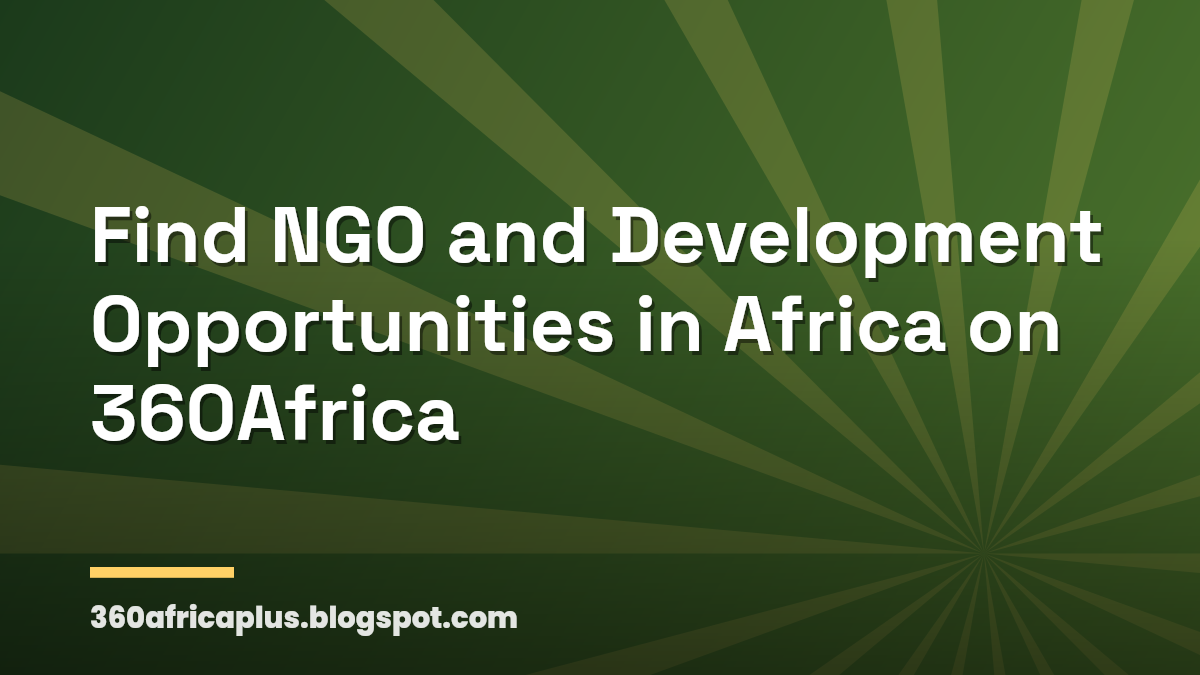 Find NGO and Development
Opportunities in Africa on
360Africa
360africaplus.blogspot.com